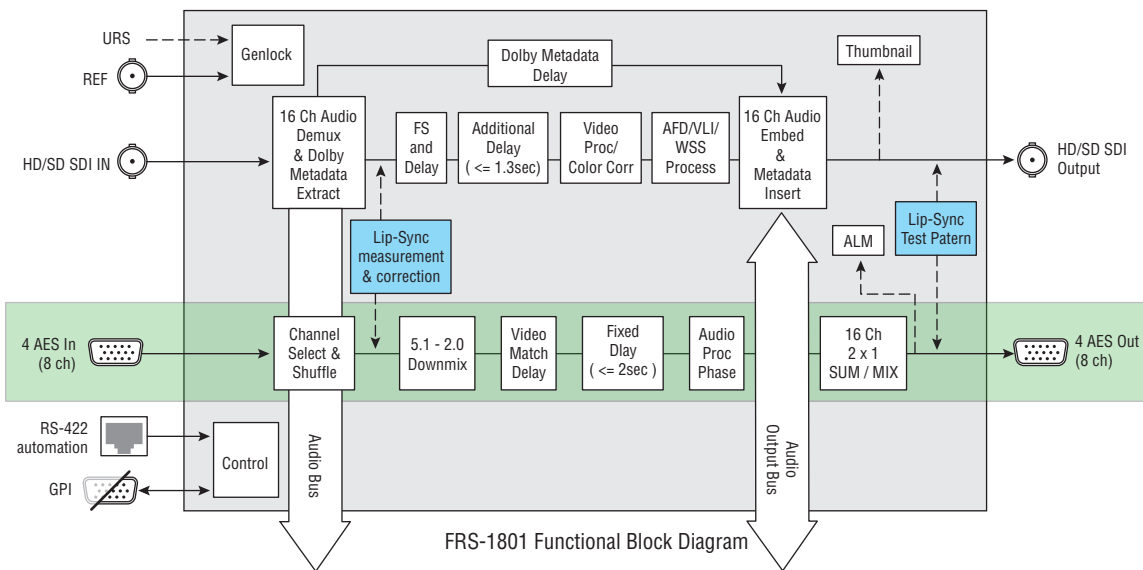 URS
REF
Genlock
Dolby Metadata
Delay
Thumbnail
HD/SD SDI IN
16 Ch Audio
Demux
& Dolby
Metadata
Extract
FS
and
Delay
Additional
Delay
( <= 1.3sec)
Video
Proc/
Color Corr
AFD/VLI/
WSS
Process
16 Ch Audio
Embed
&
Metadata
Insert
HD/SD SDI
Output
Lip-Sync
measurement
& correction
ALM
Lip-Sync
Test Patern
4 AES In
(8 ch)
Channel
Select &
Shuffle
5.1 - 2.0
Downmix
Video
Match
Delay
Fixed
Dlay
( <= 2sec )
Audio
Proc
Phase
16 Ch
2 x 1
SUM / MIX
4 AES Out
(8 ch)
RS-422
automation
GPI
Control
Audio Bus
Audio
Output Bus
FRS-1801 Functional Block Diagram